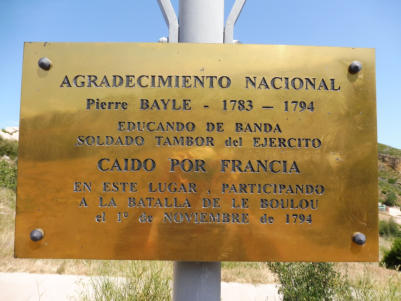 AGRADECIMIENTO NACIONAL
Pierre BAYLE - 1783 - 1794
EDUCANDO DE BANDA
SOLDADO TAMBOR del EJERCITO
CAIDO POR FRANCIA
EN ESTE LUGAR , PARTICIPANDO
A LA BATALLA DE LE BOULOU
el 1° de NOVIEMBRE de 1794